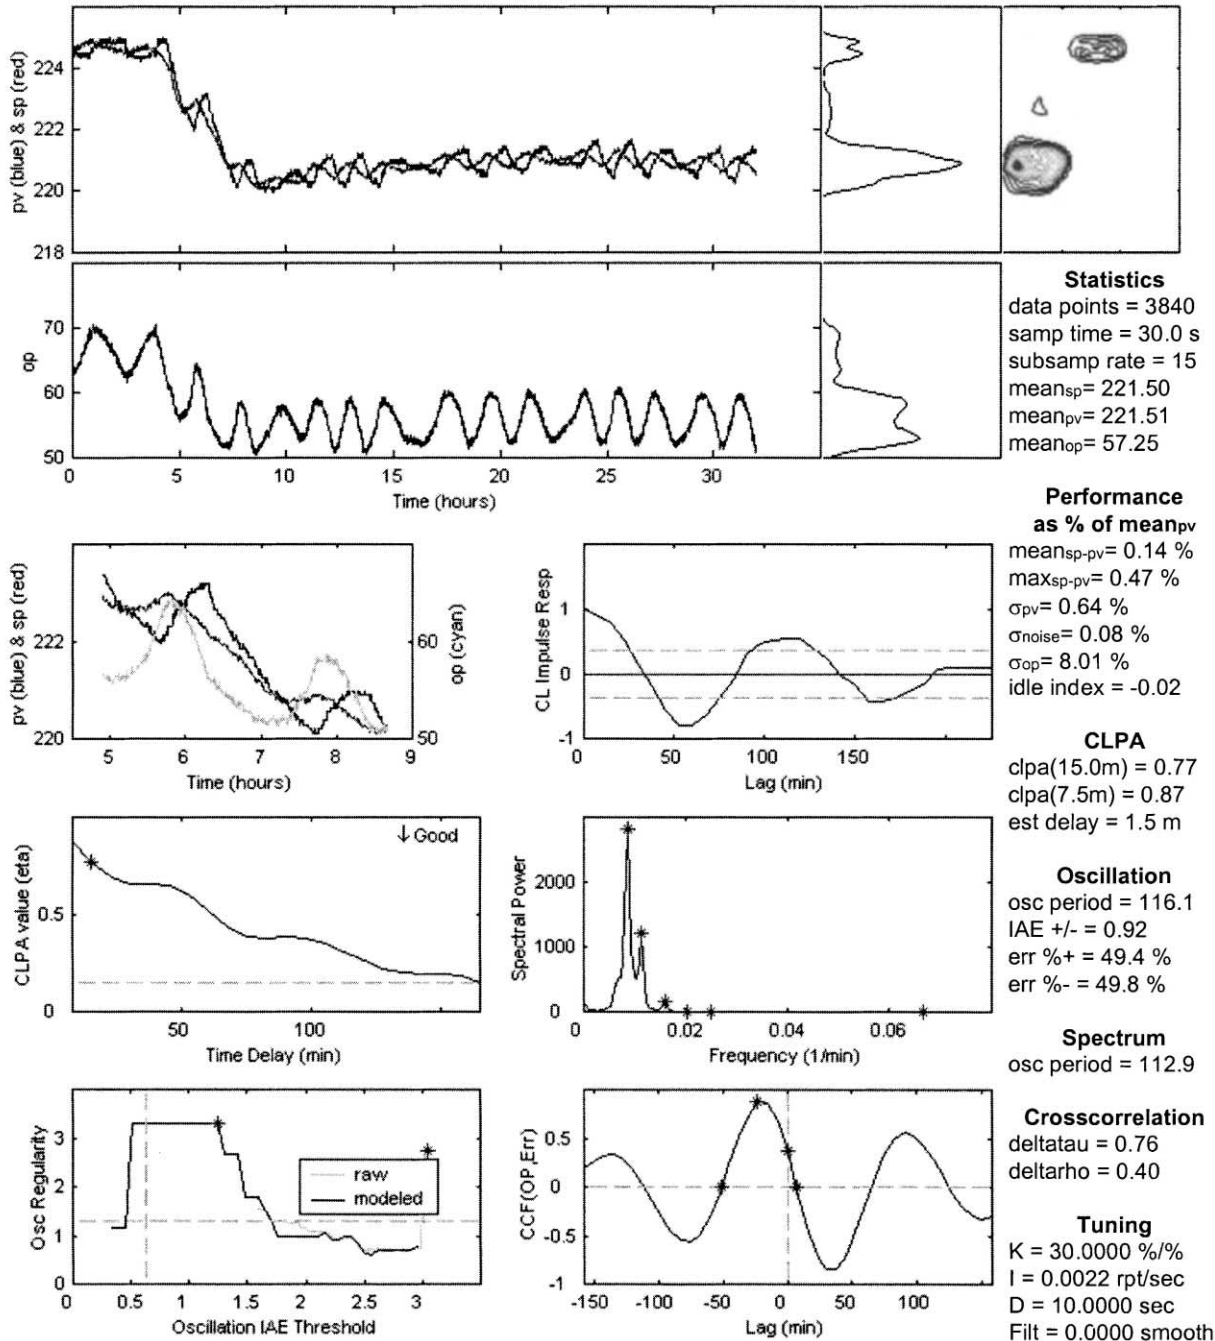 pv (blue) & sp (red)
224
222
220
218
op
70
60
50
0
5
10
15
20
25
30
Time (hours)
Statistics
data points = 3840
samp time = 30.0 s
subsamp rate = 15
meansp= 221.50
meanpv= 221.51
meanop= 57.25
Performance
as % of meanpv
meansp-pv= 0.14 %
maxsp-pv= 0.47 %
σpv= 0.64 %
σnoise= 0.08 %
σop= 8.01 %
idle index = -0.02
CLPA
clpa(15.0m) = 0.77
clpa(7.5m) = 0.87
est delay = 1.5 m
Oscillation
osc period = 116.1
IAE +/- = 0.92
err %+ = 49.4 %
err %- = 49.8 %
Spectrum
osc period = 112.9
Crosscorrelation
deltatau = 0.76
deltarho = 0.40
Tuning
K = 30.0000 %/%
I = 0.0022 rpt/sec
D = 10.0000 sec
Filt = 0.0000 smooth
pv (blue) & sp (red)
222
220
op (cyan)
60
50
5
6
7
8
9
Time (hours)
CL Impulse Resp
1
0
-1
0
50
100
150
Lag (min)
CLPA value (eta)
0.5
0
↓ Good
50
100
Time Delay (min)
Spectral Power
2000
1000
0
0
0.02
0.04
0.06
Frequency (1/min)
Osc Regularity
3
2
1
0
raw
modeled
0
0.5
1
1.5
2
2.5
3
Oscillation IAE Threshold
CCF(OP,Err)
0.5
0
-0.5
-1
-150
-100
-50
0
50
100
Lag (min)